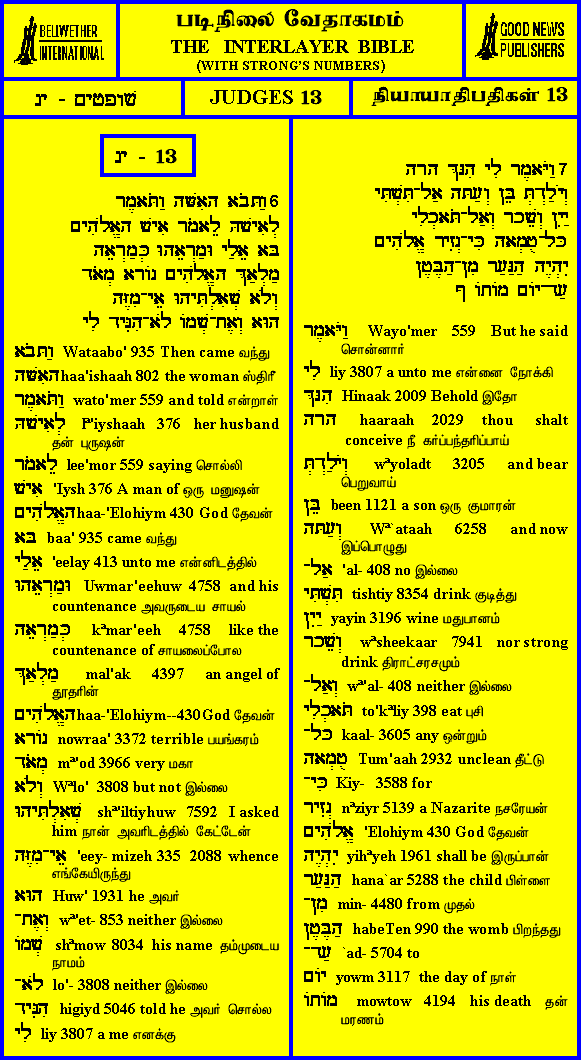 BELLWETHER
INTERNATIONAL
படிநிலை வேதாகமம்
THE INTERLAYER BIBLE
(WITH STRONG'S NUMBERS)
GOOD NEWS
PUBLISHERS
שופטים - יג
JUDGES 13
நியாயாதிபதிகள் 13
יג - 13
6 וַתָּבֹא הָאִשָּׁה וַתֹּאמֶר
לְאִישָׁהּ לֵאמֹר אִישׁ הָאֱלֹהִים
בָּא אֵלַי וּמַרְאֵהוּ כְּמַרְאֵה
מַלְאַךְ הָאֱלֹהִים נוֹרָא מְאֹד
וְלֹא שְׁאִלְתִּיהוּ אֵי־מִזֶּה
הוּא וְאֶת־שְׁמוֹ לֹא־הִגִּיד לִי
וַתָּבֹא Wataabo' 935 Then came வந்து
הָאִשָּׁה haa'ishaah 802 the woman ஸ்திரீ
וַתֹּאמֶר wato'mer 559 and told என்றாள்
לְאִישָׁהּ lª'iyshaah 376 her husband
தன் புருஷன்
לֵאמֹר lee'mor 559 saying சொல்லி
אִישׁ 'Iysh 376 A man of ஒரு மனுஷன்
הָאֱלֹהִים haa-'Elohiym 430 God தேவன்
בָּא baa' 935 came வந்து
אֵלַי 'eelay 413 unto me என்னிடத்தில்
וּמַרְאֵהוּ Uwmar'eehuw 4758 and his
countenance அவருடைய சாயல்
כְּמַרְאֵה kªmar'eeh 4758 like the
countenance of சாயலைப்போல
מַלְאַךְ mal'ak 4397 an angel of
தூதரின்
הָאֱלֹהִים haa-'Elohiym--430 God தேவன்
נוֹרָא nowraa' 3372 terrible பயங்கரம்
מְאֹד mª'od 3966 very மகா
וְלֹא Wªlo' 3808 but not இல்லை
שְׁאִלְתִּיהוּ shª'iltiyhuw 7592 I asked
him நான் அவரிடத்தில் கேட்டேன்
אֵי־מִזֶּה 'eey- mizeh 335 2088 whence
எங்கேயிருந்து
הוּא Huw' 1931 he அவர்
וְאֶת־ wª'et- 853 neither இல்லை
שְׁמוֹ shªmow 8034 his name தம்முடைய
நாமம்
לֹא־ lo'- 3808 neither இல்லை
הִגִּיד higiyd 5046 told he அவர் சொல்ல
לִי liy 3807 a me எனக்கு
7 וַיֹּאמֶר לִי הִנָּךְ הָרָה
וְיֹלַדְתְּ בֵּן וְעַתָּה אַל־תִּשְׁתִּי
יַיִן וְשֵׁכָר וְאַל־תֹּאכְלִי
כָּל־טֻמְאָה כִּי־נְזִיר אֱלֹהִים
יִהְיֶה הַנַּעַר מִן־הַבֶּטֶן
עַד־יוֹם מוֹתוֹ ף
וַיֹּאמֶר Wayo'mer 559 But he said
சொன்னார்
לִי liy 3807 a unto me என்னை நோக்கி
הִנָּךְ Hinaak 2009 Behold இதோ
הָרָה haaraah 2029 thou shalt
conceive நீ கர்ப்பந்தரிப்பாய்
וְיֹלַדְתְּ wªyoladt 3205 and bear
பெறுவாய்
בֵּן been 1121 a son ஒரு குமாரன்
וְעַתָּה Wª\`ataah 6258 and now
இப்பொழுது
אַל־ 'al- 408 no இல்லை
תִּשְׁתִּי tishtiy 8354 drink குடித்து
יַיִן yayin 3196 wine மதுபானம்
וְשֵׁכָר wªsheekaar 7941 nor strong
drink திராட்சரசமும்
וְאַל־ wª'al- 408 neither இல்லை
תֹּאכְלִי to'kªliy 398 eat புசி
כָּל־ kaal- 3605 any ஒன்றும்
טֻמְאָה Tum'aah 2932 unclean தீட்டு
כִּי־ Kiy- 3588 for
נְזִיר nªziyr 5139 a Nazarite நசரேயன்
אֱלֹהִים 'Elohiym 430 God தேவன்
יִהְיֶה yihªyeh 1961 shall be இருப்பான்
הַנַּעַר hana\`ar 5288 the child பிள்ளை
מִן־ min- 4480 from முதல்
הַבֶּטֶן habeTen 990 the womb பிறந்தது
עַד־ \`ad- 5704 to
יוֹם yowm 3117 the day of நாள்
מוֹתוֹ mowtow 4194 his death தன்
மரணம்